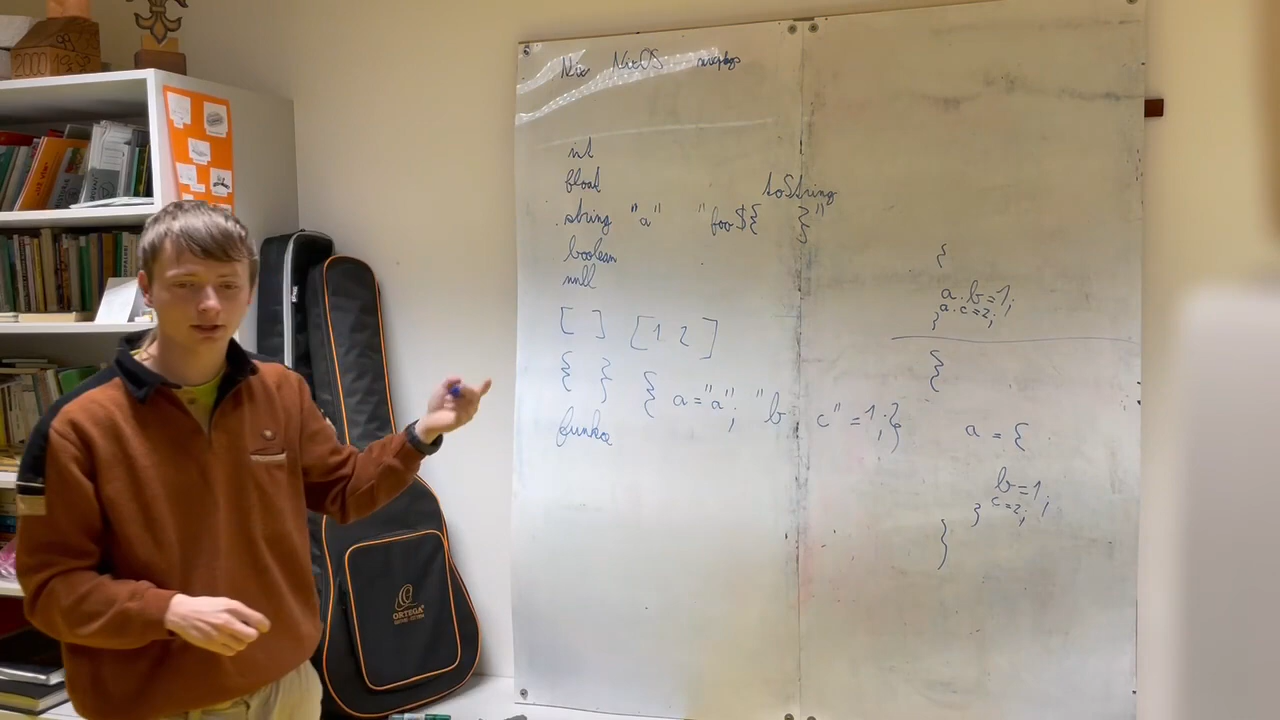 Nix NixOS nixpkgs
int
float
toString
string "a" "foo${ }"
boolean
null
[ ] [1 2]
{ } { a="a"; "b c"=1;}
funkce
{
a.b=1;
a.c=2;
}
{
a = {
b=1;
c=2;
}
}
ORTEGA
2000